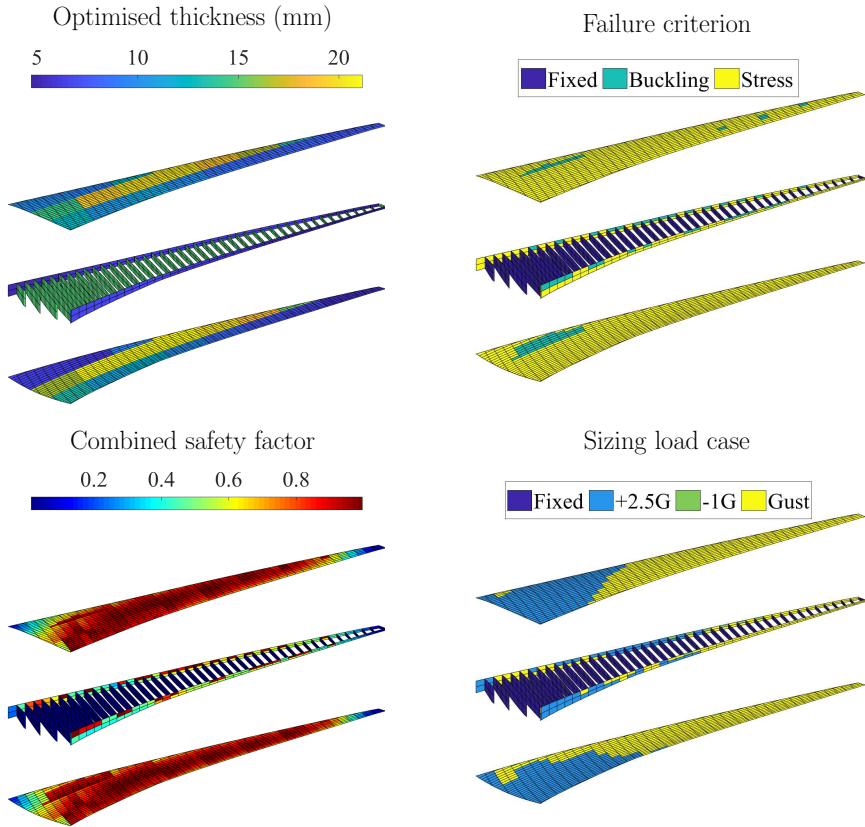 Optimised thickness (mm)
5 10 15 20
Failure criterion
Fixed Buckling Stress
Combined safety factor
0.2 0.4 0.6 0.8
Sizing load case
Fixed +2.5G -1G Gust